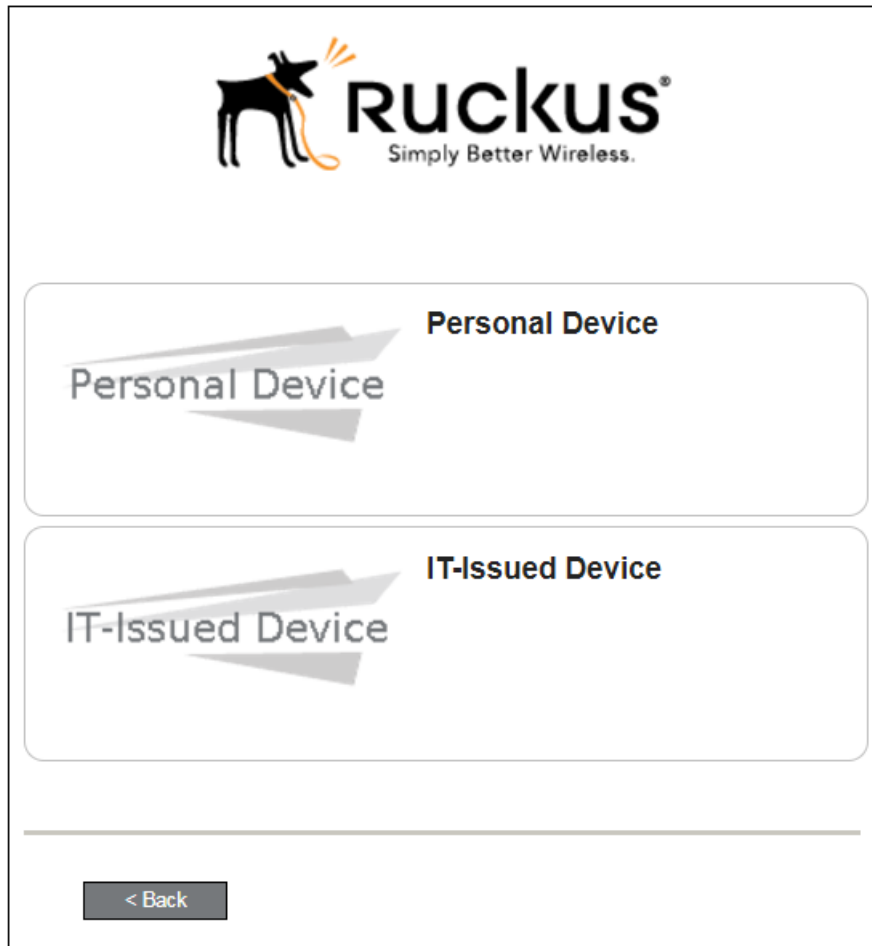 Ruckus®
Simply Better Wireless.
Personal Device
Personal Device
IT-Issued Device
IT-Issued Device
< Back